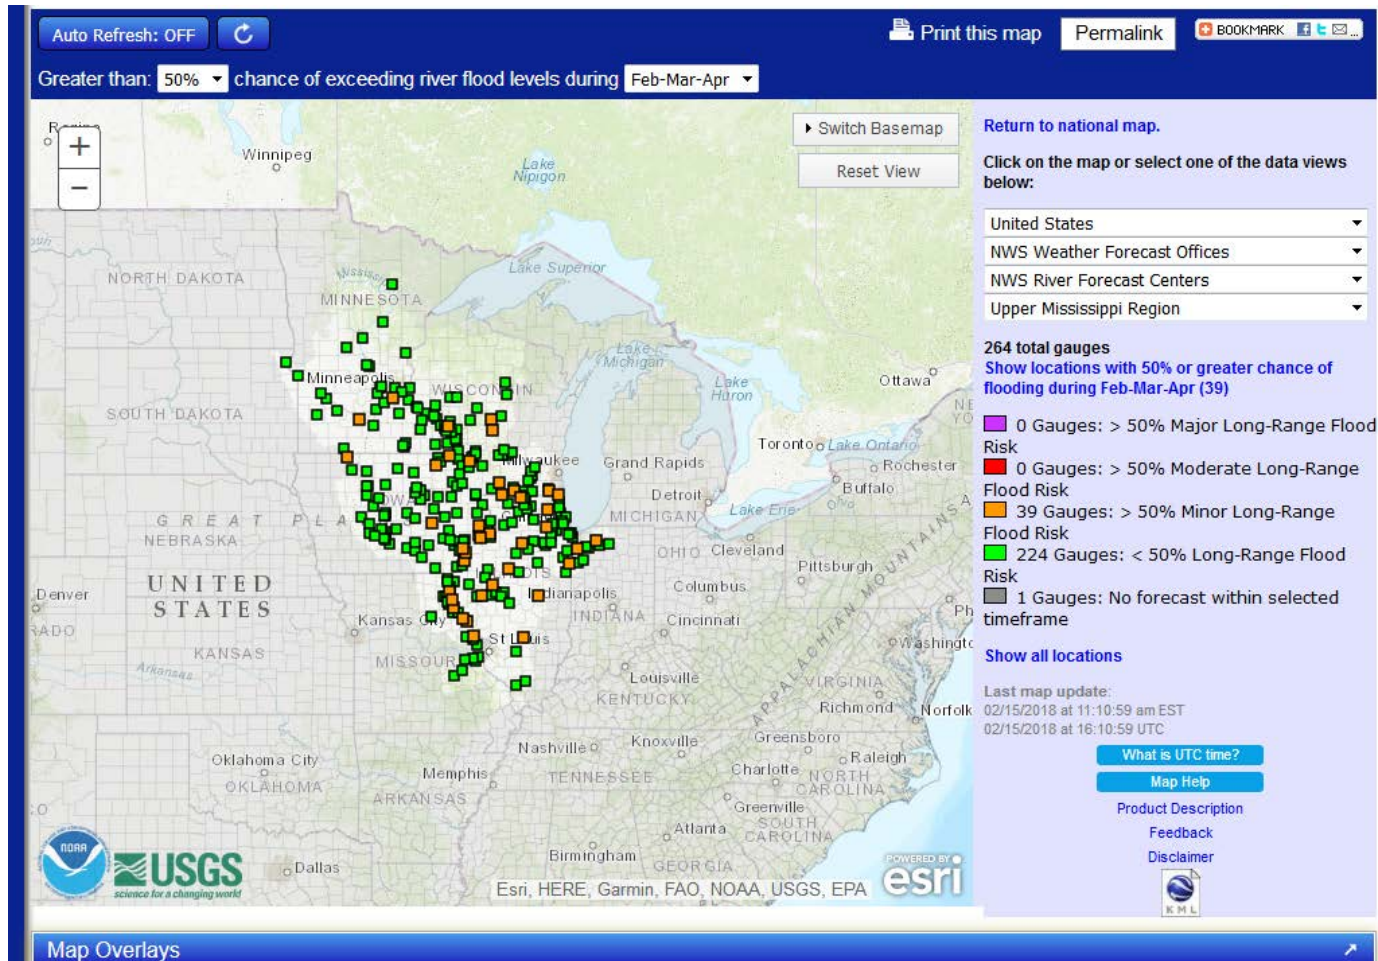 Auto Refresh: OFF
Print this map
Permalink
BOOKMARK
Greater than: 50% chance of exceeding river flood levels during Feb-Mar-Apr
+
−
Switch Basemap
Reset View
Winnipeg
Lake
Nipigon
NORTH DAKOTA
MINNESOTA
Lake Superior
Lake
Michigan
Minneapolis
WISCONSIN
Lake
Huron
Ottawa
SOUTH DAKOTA
Toronto
Lake Ontario
Milwaukee
Grand Rapids
Rochester
Buffalo
Detroit
MICHIGAN
Lake Erie
GREAT PLA
NEBRASKA
OHIO
Cleveland
Pittsburgh
UNITED
STATES
Denver
Columbus
Indianapolis
INDIANA
Cincinnati
Kansas City
St Louis
KANSAS
MISSOURI
APPALACHIAN MOUNTAINS
Washingt
Arkansas
Louisville
KENTUCKY
VIRGINIA
Richmond
Norfolk
Nashville
Knoxville
Greensboro
Raleigh
Oklahoma City
OKLAHOMA
Memphis
TENNESSEE
Charlotte
NORTH
CAROLINA
ARKANSAS
Greenville
SOUTH
CAROLINA
Atlanta
Birmingham
GEORGIA
Dallas
NOAA
USGS
science for a changing world
Esri, HERE, Garmin, FAO, NOAA, USGS, EPA
POWERED BY
esri
Return to national map.
Click on the map or select one of the data views
below:
United States
NWS Weather Forecast Offices
NWS River Forecast Centers
Upper Mississippi Region
264 total gauges
Show locations with 50% or greater chance of
flooding during Feb-Mar-Apr (39)
0 Gauges: > 50% Major Long-Range Flood
Risk
0 Gauges: > 50% Moderate Long-Range
Flood Risk
39 Gauges: > 50% Minor Long-Range
Flood Risk
224 Gauges: < 50% Long-Range Flood
Risk
1 Gauges: No forecast within selected
timeframe
Show all locations
Last map update:
02/15/2018 at 11:10:59 am EST
02/15/2018 at 16:10:59 UTC
What is UTC time?
Map Help
Product Description
Feedback
Disclaimer
KML
Map Overlays